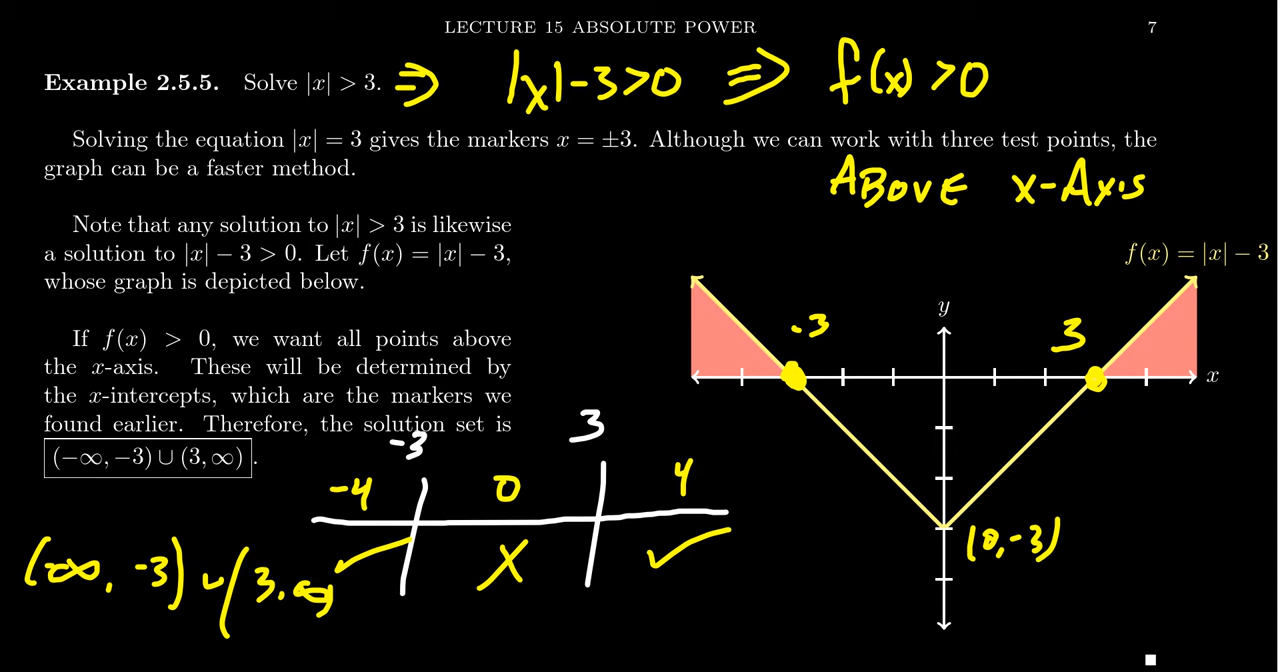 LECTURE 15 ABSOLUTE POWER 7
Example 2.5.5. Solve |x| > 3. ⇒ |x|-3>0 ⇒ f(x) >0
Solving the equation |x| = 3 gives the markers x = ±3. Although we can work with three test points, the
graph can be a faster method.
ABOVE X-AXIS
Note that any solution to |x| > 3 is likewise
a solution to |x| − 3 > 0. Let f(x) = |x| − 3,
whose graph is depicted below.
If f(x) > 0, we want all points above
the x-axis. These will be determined by
the x-intercepts, which are the markers we
found earlier. Therefore, the solution set is
(−∞, −3) ∪ (3, ∞).
f(x) = |x| − 3
y
-3 3
x
(0,-3)
-3 3
-4 0 4
✓ X ✓
(-∞, -3) ∪ (3, ∞)